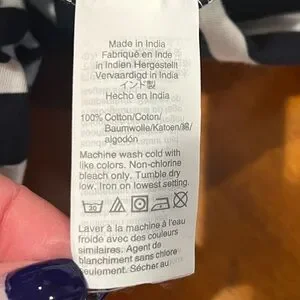 Made in India
Fabriqué en Inde
in Indien Hergestellt
Vervaardigd in India
インド製
Hecho en India
100% Cotton/Coton/
Baumwolle/Katoen/綿/
algodón
Machine wash cold with
like colors. Non-chlorine
bleach only. Tumble dry
low. Iron on lowest setting.
30
Laver à la machine à l'eau
froide avec des couleurs
similaires. Agent de
blanchiment sans chlore
seulement. Sécher au